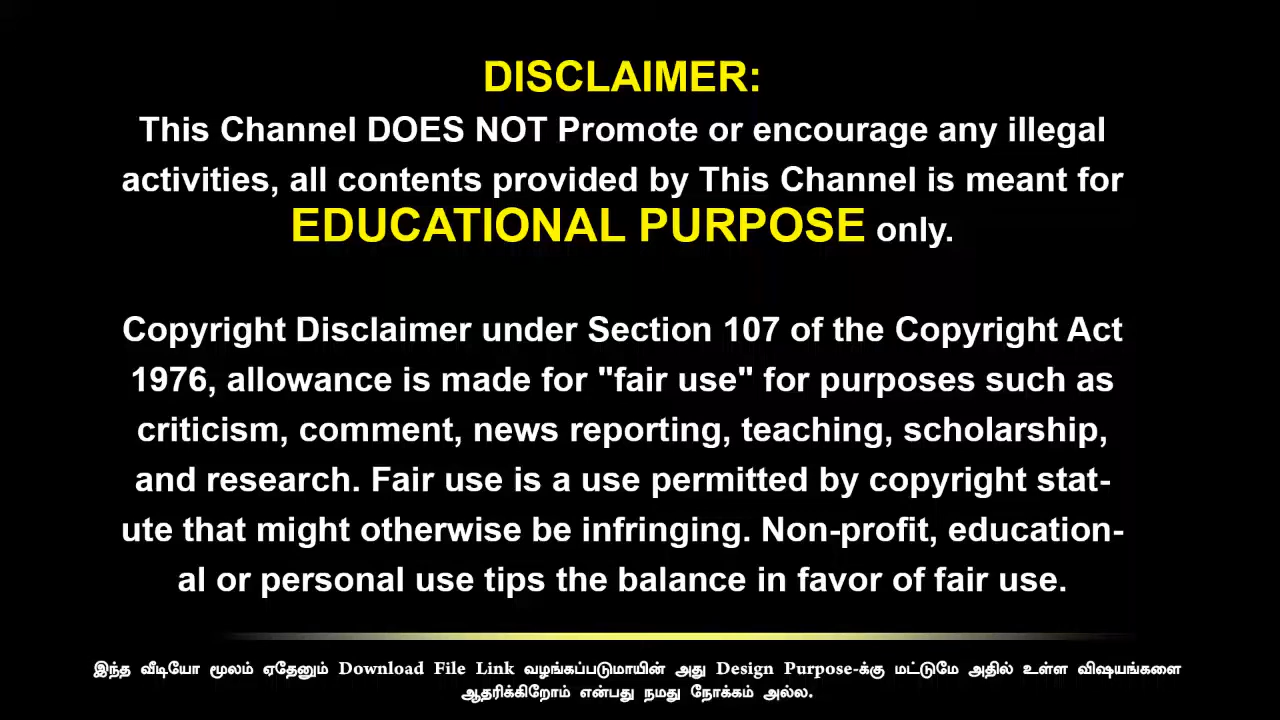 DISCLAIMER:
This Channel DOES NOT Promote or encourage any illegal
activities, all contents provided by This Channel is meant for
EDUCATIONAL PURPOSE only.
Copyright Disclaimer under Section 107 of the Copyright Act
1976, allowance is made for "fair use" for purposes such as
criticism, comment, news reporting, teaching, scholarship,
and research. Fair use is a use permitted by copyright stat-
ute that might otherwise be infringing. Non-profit, education-
al or personal use tips the balance in favor of fair use.
இந்த வீடியோ மூலம் ஏதேனும் Download File Link வழங்கப்படுமாயின் அது Design Purpose-க்கு மட்டுமே அதில் உள்ள விஷயங்களை
ஆதரிக்கிறோம் என்பது நமது நோக்கம் அல்ல.